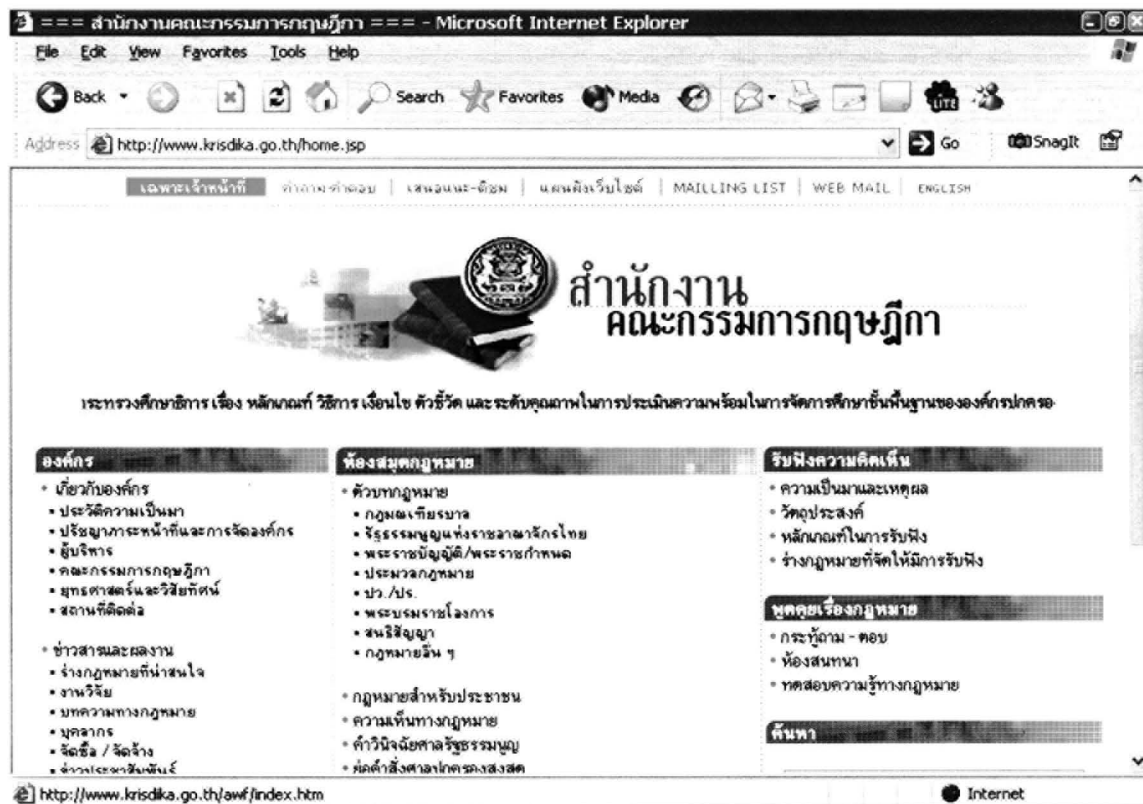 === สำนักงานคณะกรรมการกฤษฎีกา === - Microsoft Internet Explorer
File Edit View Favorites Tools Help
Back Search Favorites Media LITE
Address http://www.krisdika.go.th/home.jsp Go SnagIt
เฉพาะเจ้าหน้าที่ | คำถาม-คำตอบ | เสนอแนะ-ติชม | แผนผังเว็บไซต์ | MAILLING LIST | WEB MAIL | ENGLISH
สำนักงาน
คณะกรรมการกฤษฎีกา
ระทรวงศึกษาธิการ เรื่อง หลักเกณฑ์ วิธีการ เงื่อนไข ตัวชี้วัด และระดับคุณภาพในการประเมินความพร้อมในการจัดการศึกษาขั้นพื้นฐานขององค์กรปกครอ
องค์กร
เกี่ยวกับองค์กร
ประวัติความเป็นมา
ปรัชญาภาระหน้าที่และการจัดองค์กร
ผู้บริหาร
คณะกรรมการกฤษฎีกา
ยุทธศาสตร์และวิสัยทัศน์
สถานที่ติดต่อ
ข่าวสารและผลงาน
ร่างกฎหมายที่น่าสนใจ
งานวิจัย
บทความทางกฎหมาย
บุคลากร
จัดซื้อ / จัดจ้าง
ข่าวประชาสัมพันธ์
ห้องสมุดกฎหมาย
ตัวบทกฎหมาย
กฎมณเฑียรบาล
รัฐธรรมนูญแห่งราชอาณาจักรไทย
พระราชบัญญัติ/พระราชกำหนด
ประมวลกฎหมาย
ปว./ปร.
พระบรมราชโองการ
สนธิสัญญา
กฎหมายอื่น ๆ
กฎหมายสำหรับประชาชน
ความเห็นทางกฎหมาย
คำวินิจฉัยศาลรัฐธรรมนูญ
ย่อคำสั่งศาลปกครองสูงสุด
รับฟังความคิดเห็น
ความเป็นมาและเหตุผล
วัตถุประสงค์
หลักเกณฑ์ในการรับฟัง
ร่างกฎหมายที่จัดให้มีการรับฟัง
พูดคุยเรื่องกฎหมาย
กระทู้ถาม - ตอบ
ห้องสนทนา
ทดสอบความรู้ทางกฎหมาย
ค้นหา
http://www.krisdika.go.th/awf/index.htm Internet